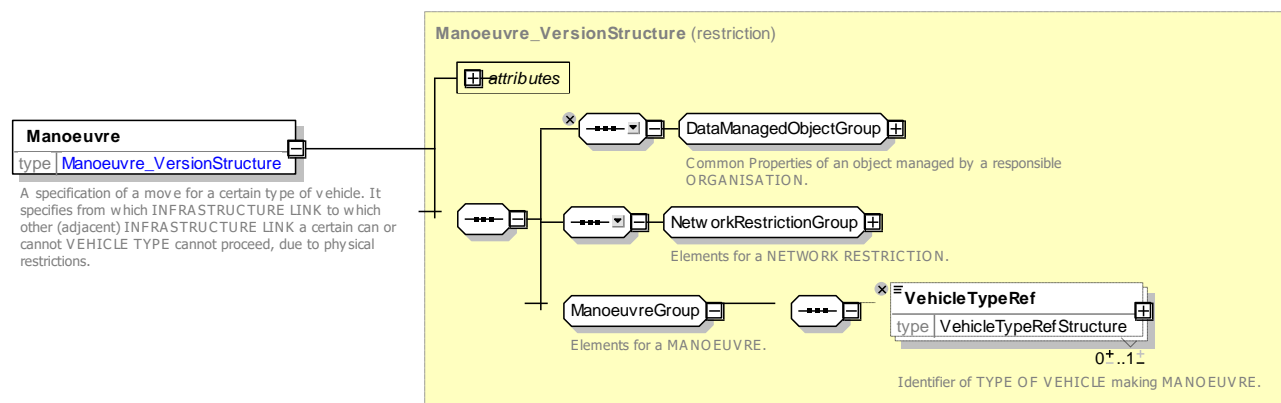 Manoeuvre_VersionStructure (restriction)
attributes
Manoeuvre
type Manoeuvre_VersionStructure
A specification of a move for a certain type of vehicle. It
specifies from which INFRASTRUCTURE LINK to which
other (adjacent) INFRASTRUCTURE LINK a certain can or
cannot VEHICLE TYPE cannot proceed, due to physical
restrictions.
DataManagedObjectGroup
Common Properties of an object managed by a responsible
ORGANISATION.
NetworkRestrictionGroup
Elements for a NETWORK RESTRICTION.
ManoeuvreGroup
Elements for a MANOEUVRE.
VehicleTypeRef
type VehicleTypeRefStructure
0..1
Identifier of TYPE OF VEHICLE making MANOEUVRE.